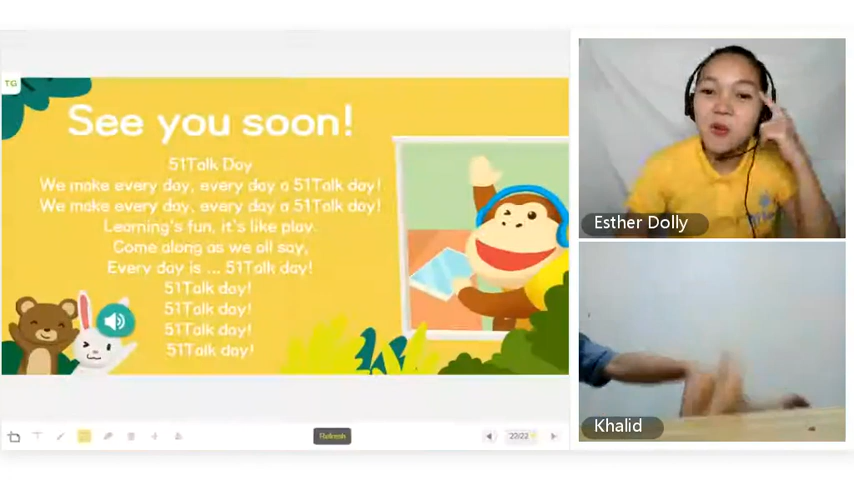 TG
See you soon!
51Talk Day
We make every day, every day a 51Talk day!
We make every day, every day a 51Talk day!
Learning's fun, it's like play.
Come along as we all say,
Every day is ... 51Talk day!
51Talk day!
51Talk day!
51Talk day!
51Talk day!
Refresh
22/22
Esther Dolly
Khalid